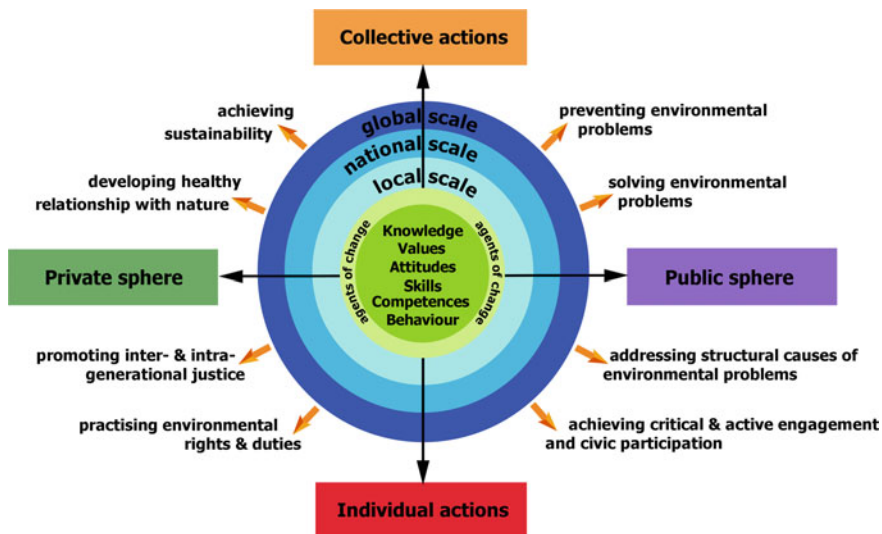 Collective actions
achieving
sustainability
preventing environmental
problems
global scale
national scale
local scale
developing healthy
relationship with nature
solving environmental
problems
agents of change
Knowledge
Values
Attitudes
Skills
Competences
Behaviour
agents of change
Private sphere
Public sphere
promoting inter- & intra-
generational justice
addressing structural causes of
environmental problems
practising environmental
rights & duties
achieving critical & active engagement
and civic participation
Individual actions